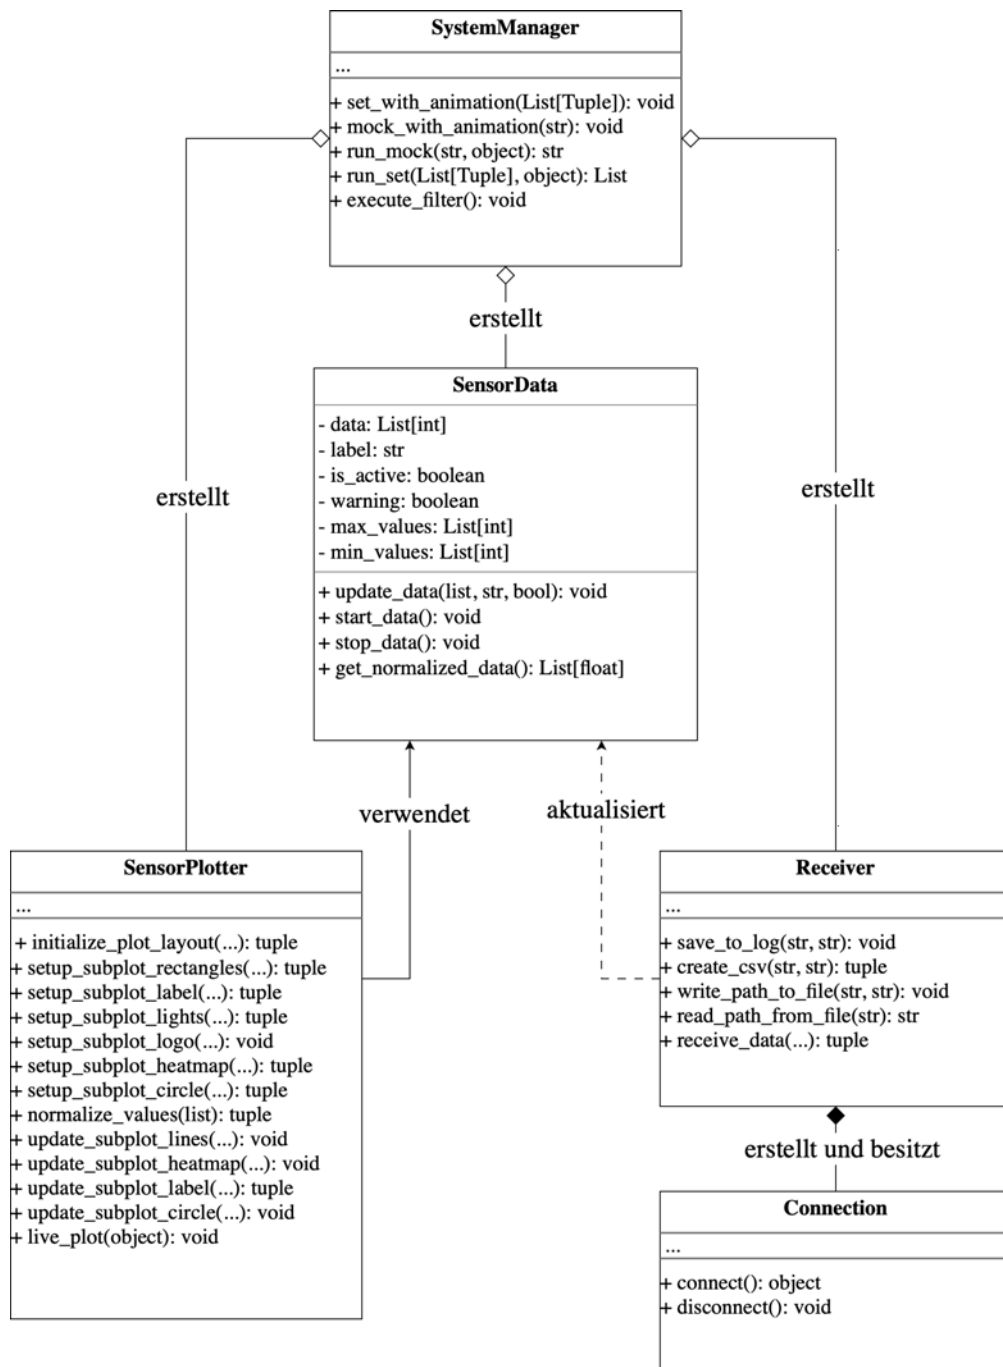 SystemManager
...
+ set_with_animation(List[Tuple]): void
+ mock_with_animation(str): void
+ run_mock(str, object): str
+ run_set(List[Tuple], object): List
+ execute_filter(): void
erstellt
SensorData
- data: List[int]
- label: str
- is_active: boolean
- warning: boolean
- max_values: List[int]
- min_values: List[int]
+ update_data(list, str, bool): void
+ start_data(): void
+ stop_data(): void
+ get_normalized_data(): List[float]
erstellt
erstellt
verwendet
aktualisiert
SensorPlotter
...
+ initialize_plot_layout(...): tuple
+ setup_subplot_rectangles(...): tuple
+ setup_subplot_label(...): tuple
+ setup_subplot_lights(...): tuple
+ setup_subplot_logo(...): void
+ setup_subplot_heatmap(...): tuple
+ setup_subplot_circle(...): tuple
+ normalize_values(list): tuple
+ update_subplot_lines(...): void
+ update_subplot_heatmap(...): void
+ update_subplot_label(...): tuple
+ update_subplot_circle(...): void
+ live_plot(object): void
Receiver
...
+ save_to_log(str, str): void
+ create_csv(str, str): tuple
+ write_path_to_file(str, str): void
+ read_path_from_file(str): str
+ receive_data(...): tuple
erstellt und besitzt
Connection
...
+ connect(): object
+ disconnect(): void